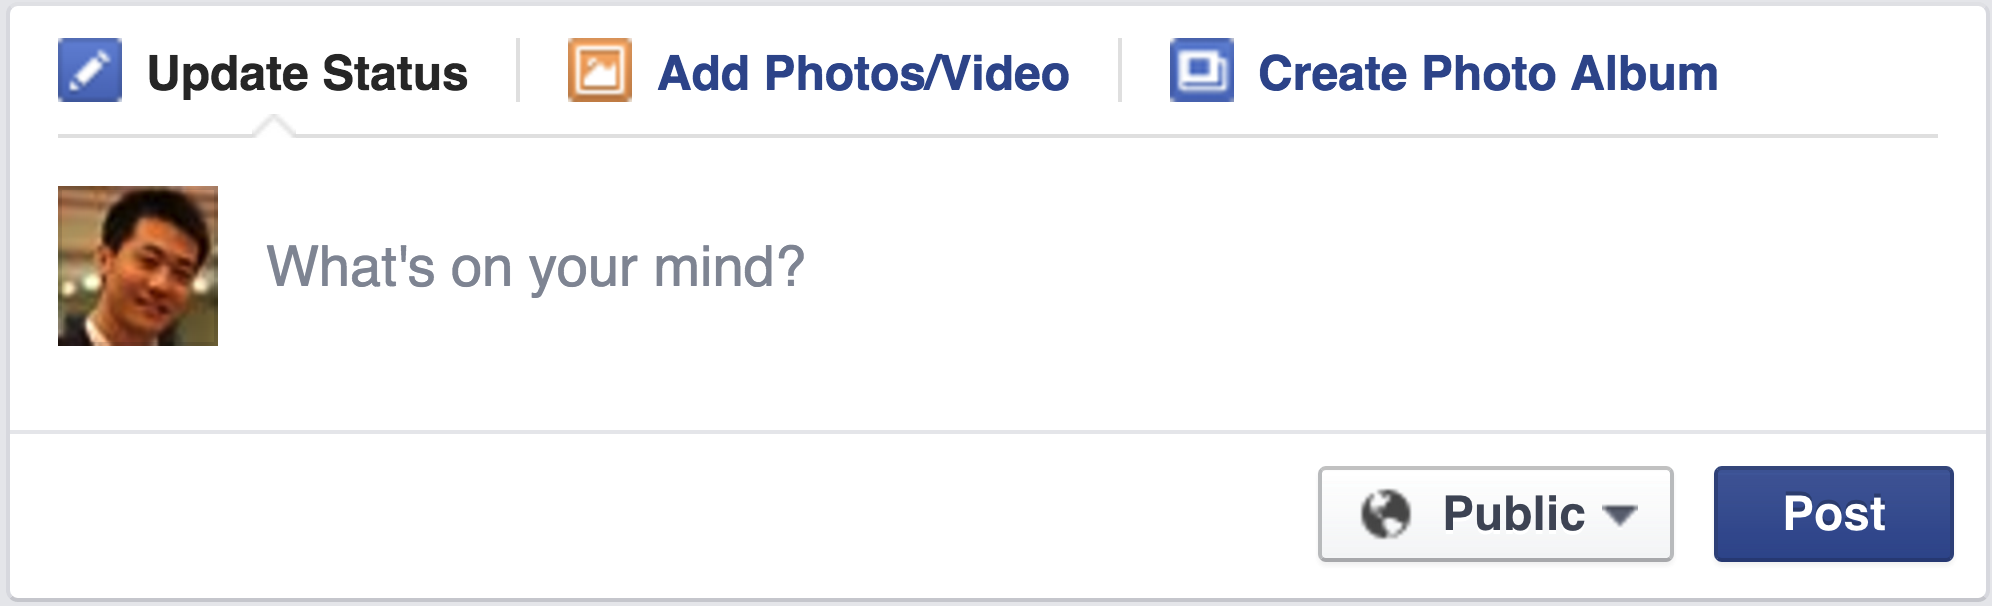 Update Status
Add Photos/Video
Create Photo Album
What's on your mind?
Public
Post